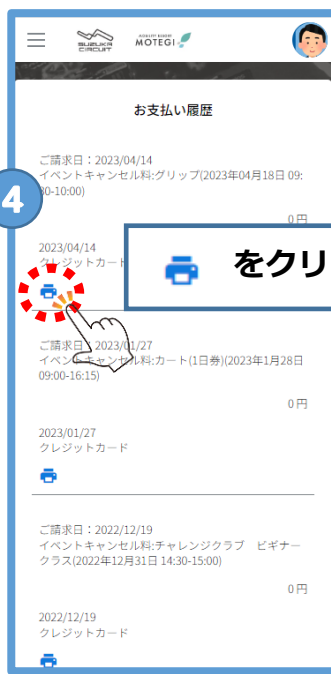 SUZUKA
CIRCUIT
MOBILITY RESORT
MOTEGI
お支払い履歴
4
ご請求日：2023/04/14
イベントキャンセル料:グリップ(2023年04月18日 09:
30-10:00)
0 円
2023/04/14
クレジットカード
をクリ
ご請求日：2023/01/27
イベントキャンセル料:カート(1日券)(2023年1月28日
09:00-16:15)
0 円
2023/01/27
クレジットカード
ご請求日：2022/12/19
イベントキャンセル料:チャレンジクラブ　ビギナー
クラス(2022年12月31日 14:30-15:00)
0 円
2022/12/19
クレジットカード